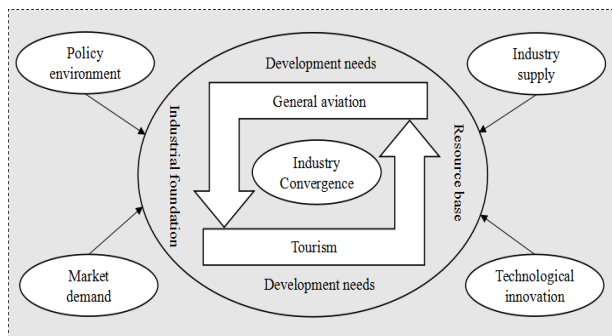 Policy
environment
Development needs
Industry
supply
General aviation
Industrial foundation
Industry
Convergence
Resource base
Tourism
Development needs
Market
demand
Technological
innovation